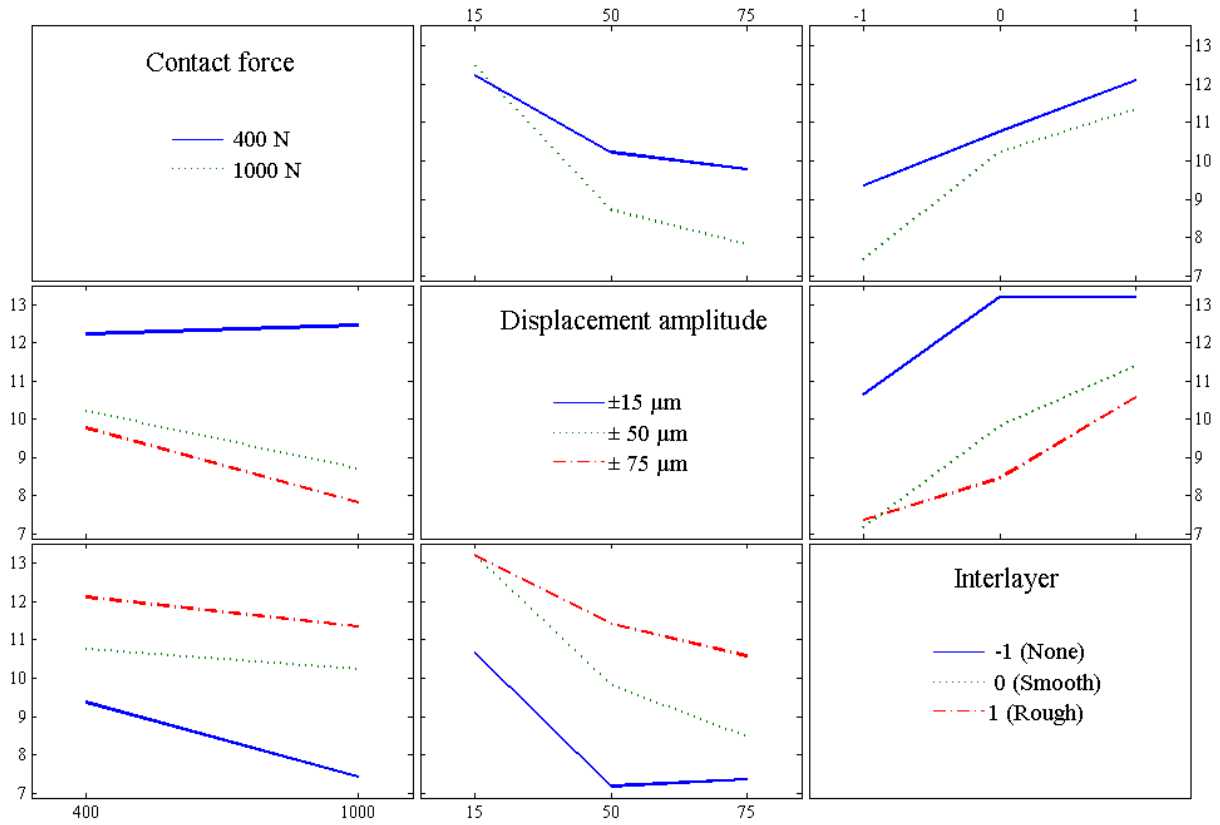 15 50 75 -1 0 1
Contact force
400 N
1000 N
13
12
11
10
9
8
7
13
12
11
10
9
8
7
Displacement amplitude
±15 µm
± 50 µm
± 75 µm
13
12
11
10
9
8
7
13
12
11
10
9
8
7
Interlayer
-1 (None)
0 (Smooth)
1 (Rough)
400 1000 15 50 75